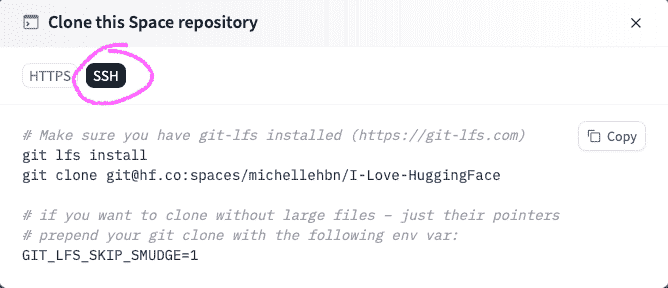 Clone this Space repository
HTTPS SSH
# Make sure you have git-lfs installed (https://git-lfs.com)
Copy
git lfs install
git clone git@hf.co:spaces/michellehbn/I-Love-HuggingFace
# if you want to clone without large files – just their pointers
# prepend your git clone with the following env var:
GIT_LFS_SKIP_SMUDGE=1